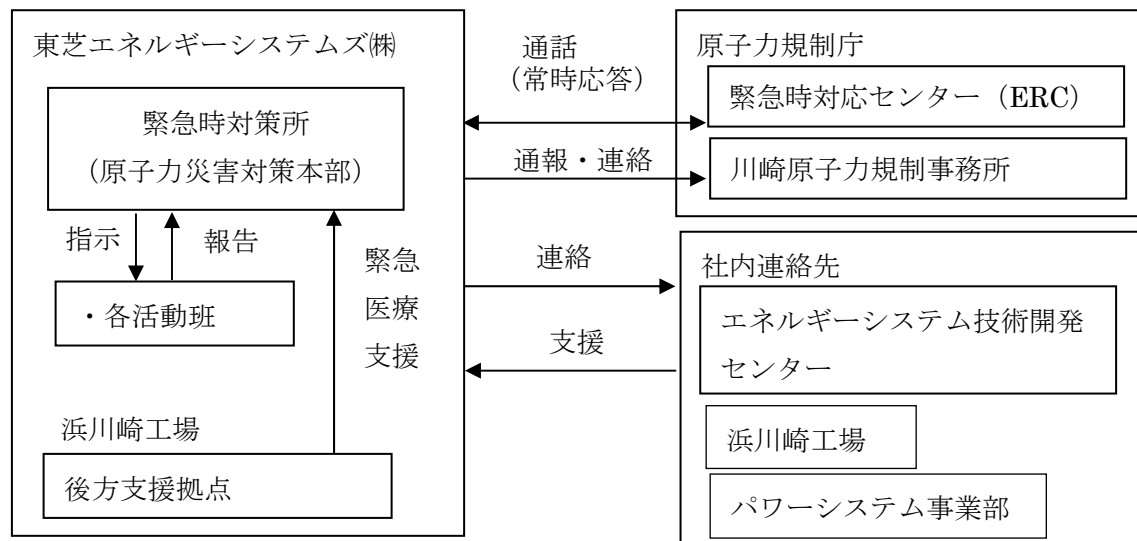 東芝エネルギーシステムズ㈱
緊急時対策所
(原子力災害対策本部)
指示
報告
・各活動班
緊急
医療
支援
浜川崎工場
後方支援拠点
通話
(常時応答)
通報・連絡
連絡
支援
原子力規制庁
緊急時対応センター（ERC）
川崎原子力規制事務所
社内連絡先
エネルギーシステム技術開発
センター
浜川崎工場
パワーシステム事業部